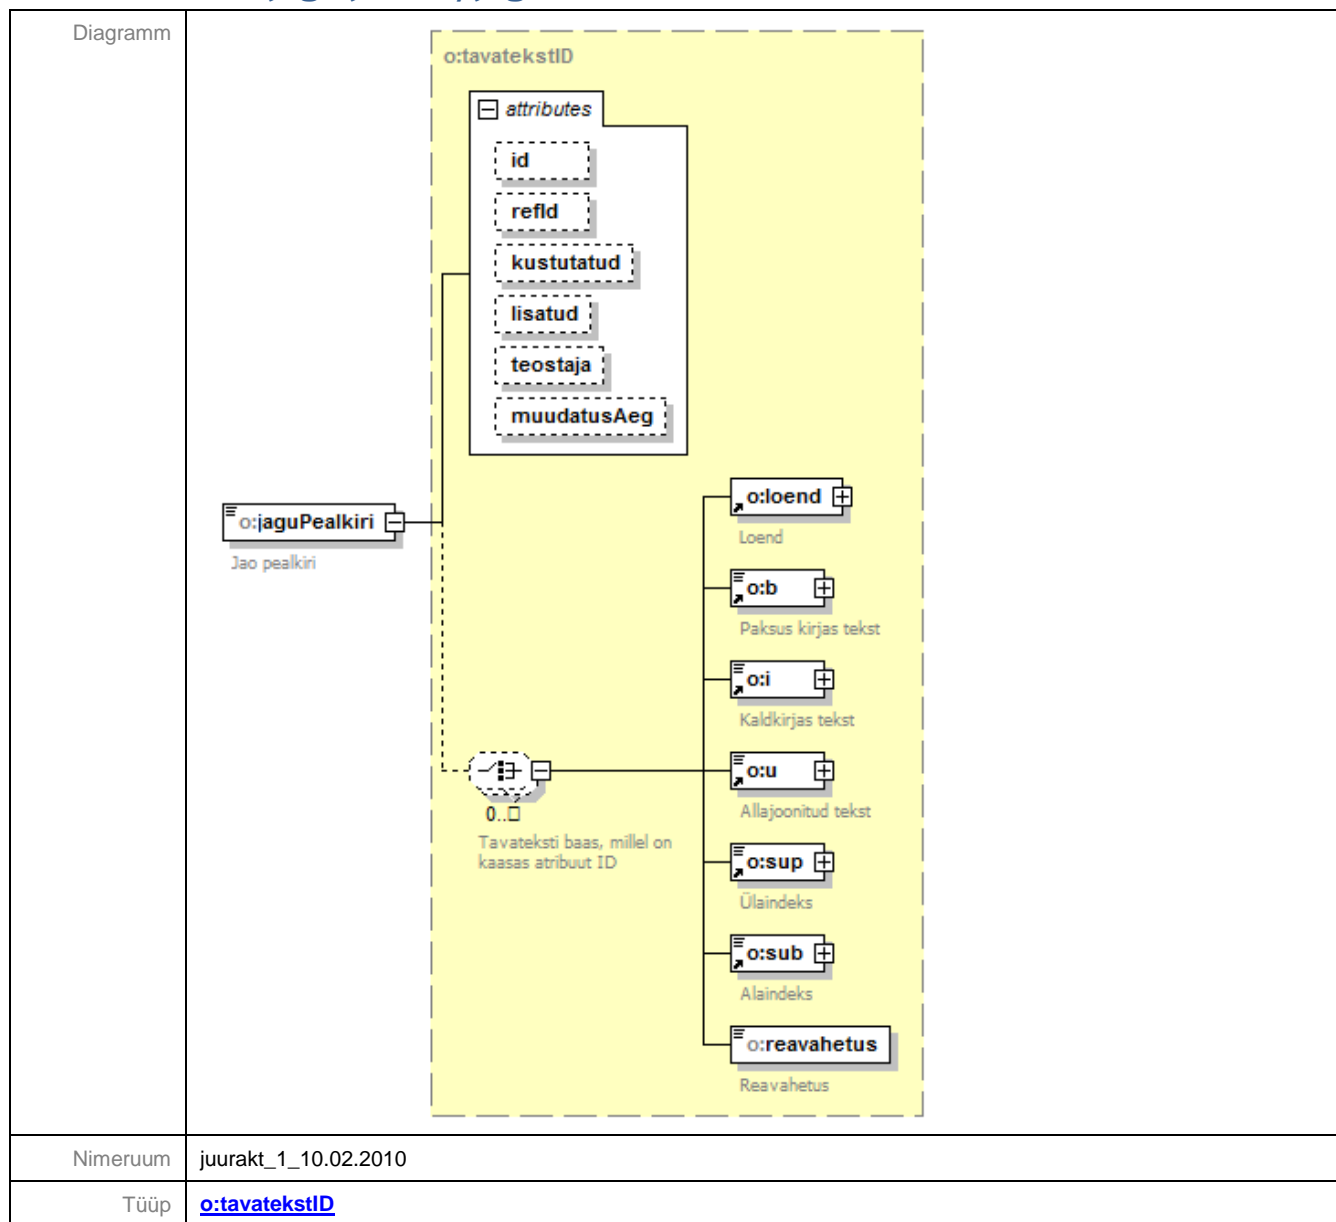 Diagramm
o:tavatekstID
attributes
id
refId
kustutatud
lisatud
teostaja
muudatusAeg
o:jaguPealkiri
Jao pealkiri
o:loend
Loend
o:b
Paksus kirjas tekst
o:i
Kaldkirjas tekst
o:u
Allajoonitud tekst
0..□
Tavateksti baas, millel on
kaasas atribuut ID
o:sup
Ülaindeks
o:sub
Alaindeks
o:reavahetus
Reavahetus
Nimeruum juurakt_1_10.02.2010
Tüüp o:tavatekstID